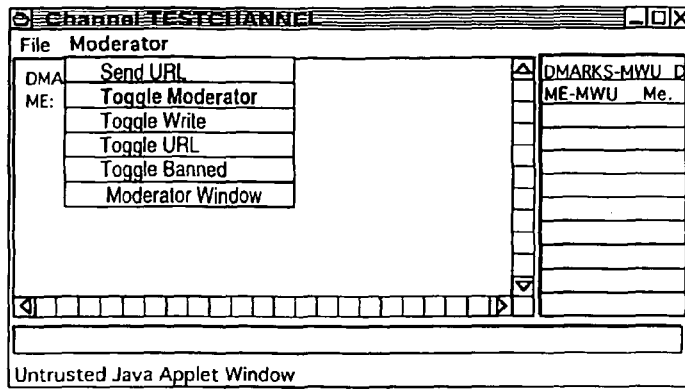 Channel TESTCHANNEL
File Moderator
DMA
ME:
Send URL
Toggle Moderator
Toggle Write
Toggle URL
Toggle Banned
Moderator Window
DMARKS-MWU D
ME-MWU Me.
Untrusted Java Applet Window